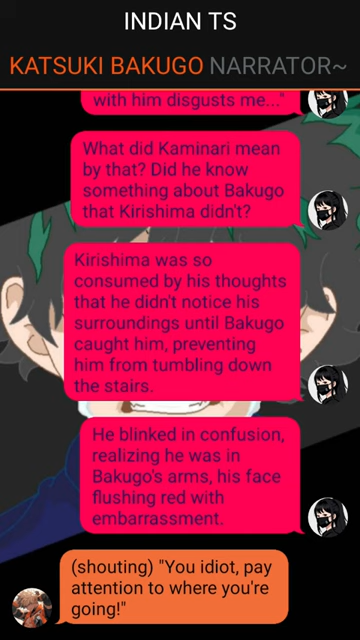 INDIAN TS
KATSUKI BAKUGO NARRATOR~
with him disgusts me..."
What did Kaminari mean
by that? Did he know
something about Bakugo
that Kirishima didn't?
Kirishima was so
consumed by his thoughts
that he didn't notice his
surroundings until Bakugo
caught him, preventing
him from tumbling down
the stairs.
He blinked in confusion,
realizing he was in
Bakugo's arms, his face
flushing red with
embarrassment.
(shouting) "You idiot, pay
attention to where you're
going!"